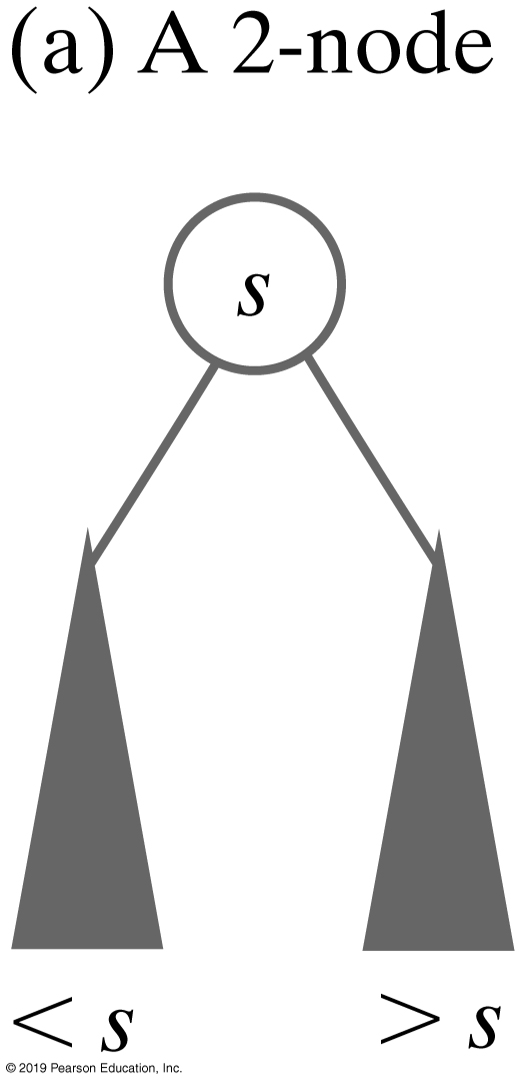 (a) A 2-node
s
< s > s
© 2019 Pearson Education, Inc.